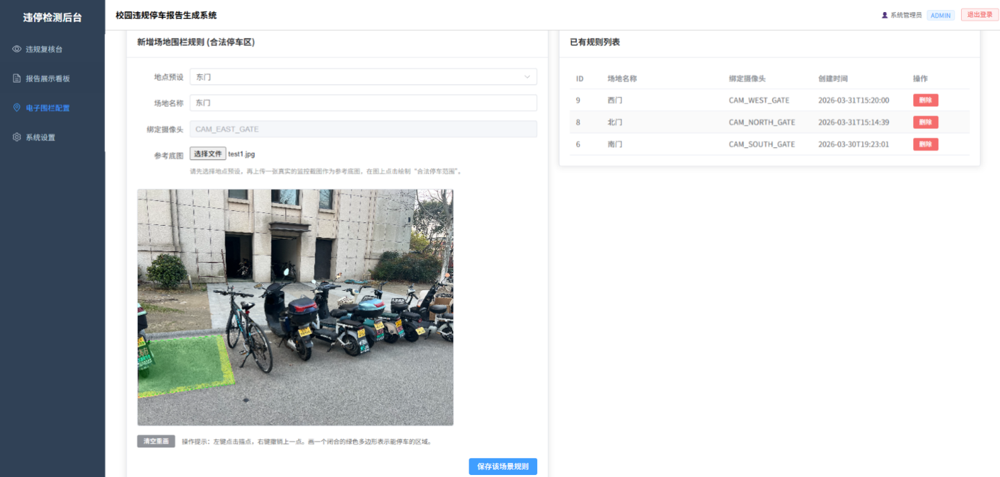 违停检测后台
校园违规停车报告生成系统
系统管理员 ADMIN 退出登录
违规复核台
报告展示看板
电子围栏配置
系统设置
新增场地围栏规则 (合法停车区)
地点预设 东门
场地名称 东门
绑定摄像头 CAM_EAST_GATE
参考底图 选择文件 test1.jpg
请先选择地点预设，再上传一张真实的监控截图作为参考底图，在图上点击绘制“合法停车范围”。
清空重画 操作提示：左键点击描点，右键撤销上一点。画一个闭合的绿色多边形表示能停车的区域。
保存该场景规则
已有规则列表
ID 场地名称 绑定摄像头 创建时间 操作
9 西门 CAM_WEST_GATE 2026-03-31T15:20:00 删除
8 北门 CAM_NORTH_GATE 2026-03-31T15:14:39 删除
6 南门 CAM_SOUTH_GATE 2026-03-30T19:23:01 删除